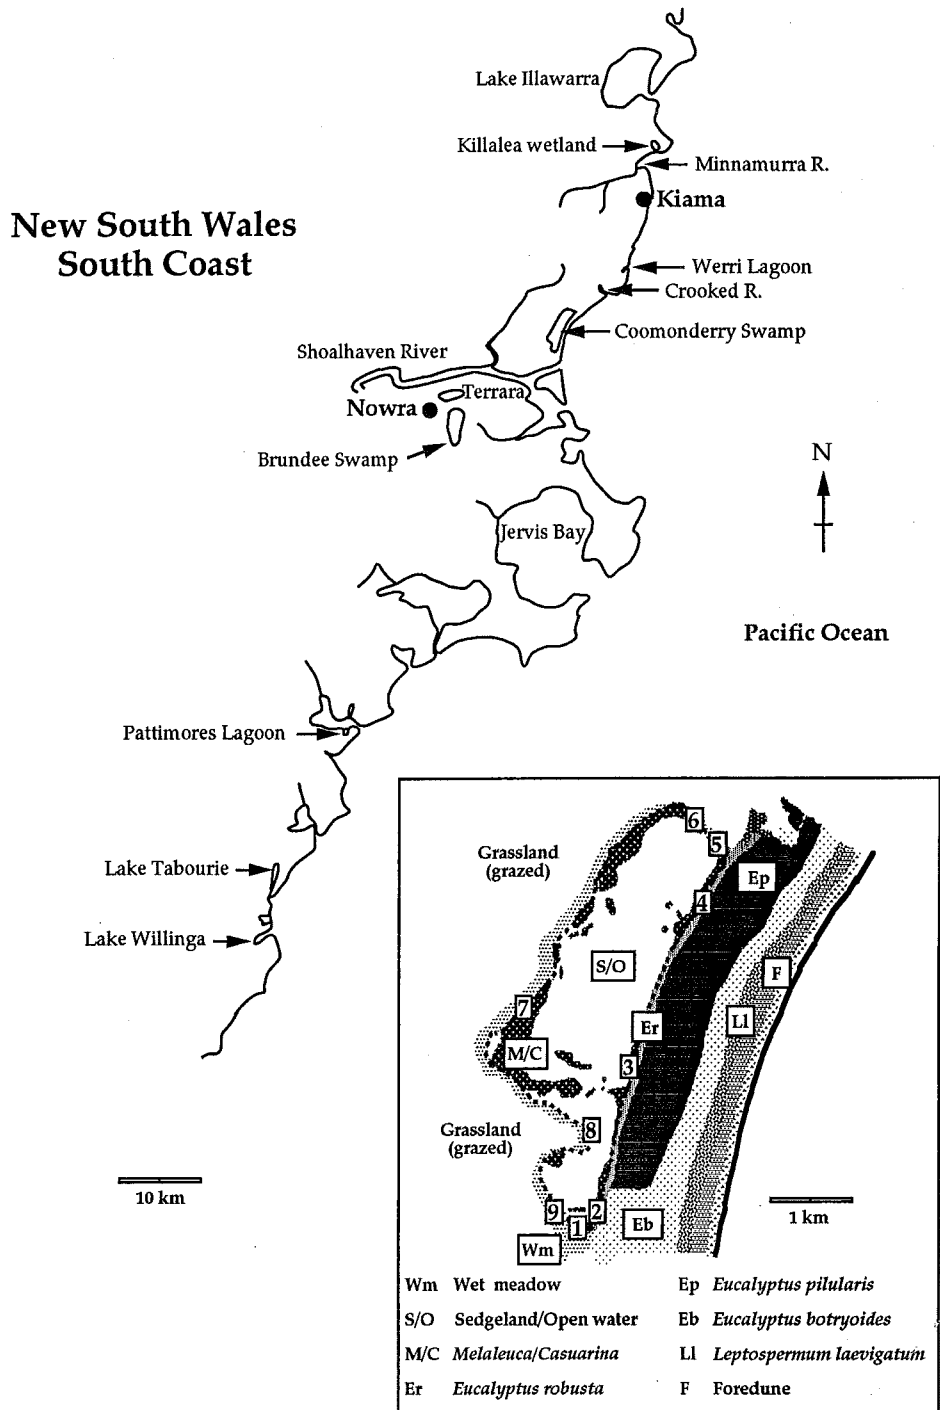 Lake Illawarra
Killalea wetland
Minnamurra R.
Kiama
New South Wales
South Coast
Werri Lagoon
Crooked R.
Coomonderry Swamp
Shoalhaven River
Terrara
Nowra
Brundee Swamp
N
Jervis Bay
Pacific Ocean
Pattimores Lagoon
Lake Tabourie
Lake Willinga
10 km
Grassland
(grazed)
6
5
Ep
4
S/O
F
7
Ll
Er
M/C
3
Grassland
(grazed)
8
9
2
1
Eb
1 km
Wm
Wm Wet meadow
S/O Sedgeland/Open water
M/C Melaleuca/Casuarina
Er Eucalyptus robusta
Ep Eucalyptus pilularis
Eb Eucalyptus botryoides
Ll Leptospermum laevigatum
F Foredune